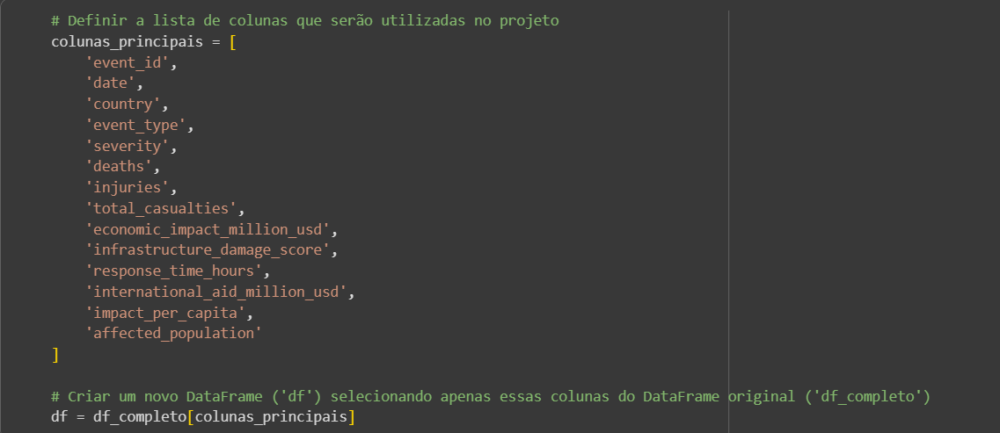 # Definir a lista de colunas que serão utilizadas no projeto
colunas_principais = [
    'event_id',
    'date',
    'country',
    'event_type',
    'severity',
    'deaths',
    'injuries',
    'total_casualties',
    'economic_impact_million_usd',
    'infrastructure_damage_score',
    'response_time_hours',
    'international_aid_million_usd',
    'impact_per_capita',
    'affected_population'
]
# Criar um novo DataFrame ('df') selecionando apenas essas colunas do DataFrame original ('df_completo')
df = df_completo[colunas_principais]